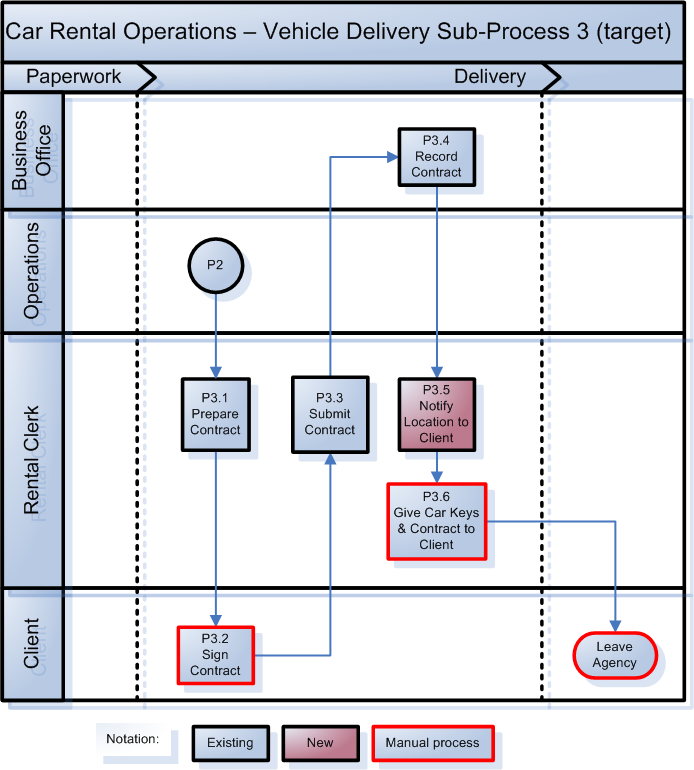 Car Rental Operations – Vehicle Delivery Sub-Process 3 (target)
Paperwork
Delivery
Business
Office
P3.4
Record
Contract
Operations
P2
Rental Clerk
P3.1
Prepare
Contract
P3.3
Submit
Contract
P3.5
Notify
Location to
Client
P3.6
Give Car Keys
& Contract to
Client
Client
P3.2
Sign
Contract
Leave
Agency
Notation:
Existing
New
Manual process